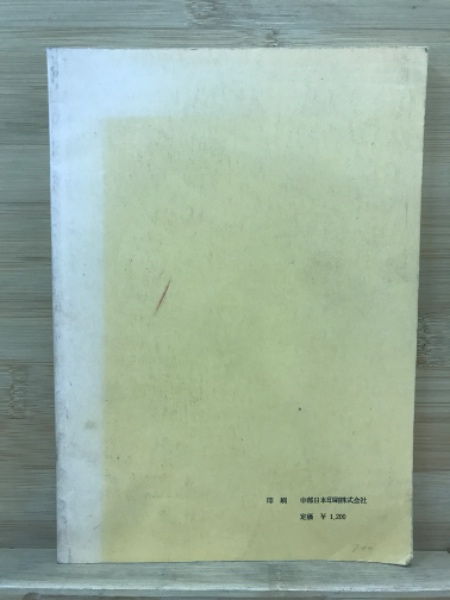 印 刷 中部日本印刷株式会社
定価 ¥ 1,200